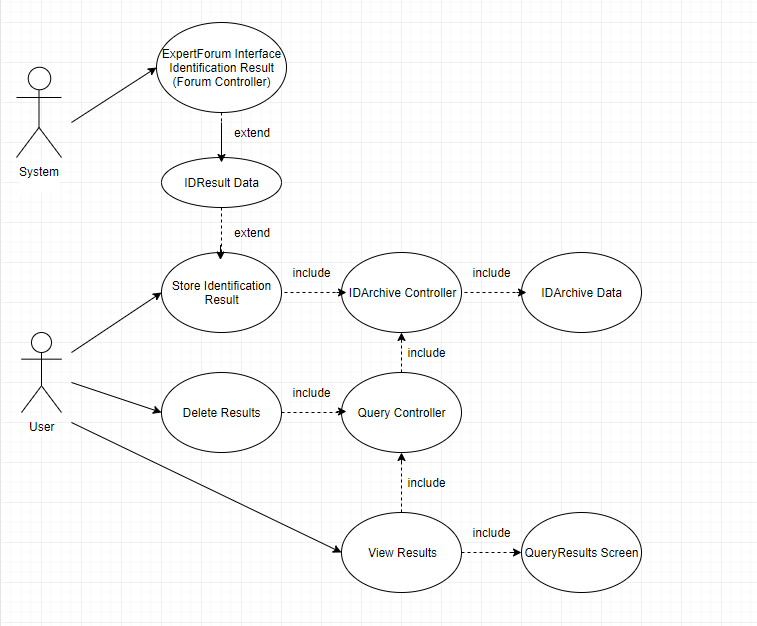 ExpertForum Interface
Identification Result
(Forum Controller)
System
extend
IDResult Data
extend
Store Identification
Result
include
IDArchive Controller
include
IDArchive Data
include
User
Delete Results
include
Query Controller
include
View Results
include
QueryResults Screen